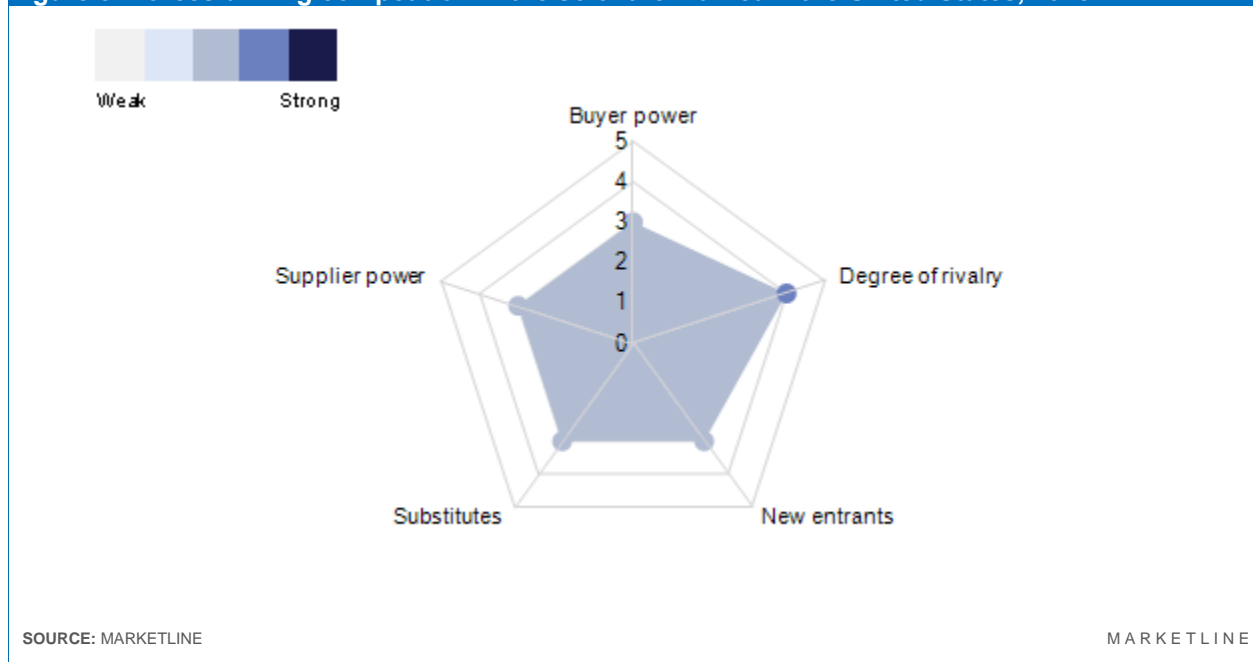 Weak Strong
Buyer power
5
4
3
2
1
0
Supplier power
Degree of rivalry
Substitutes
New entrants
SOURCE: MARKETLINE
MARKETLINE